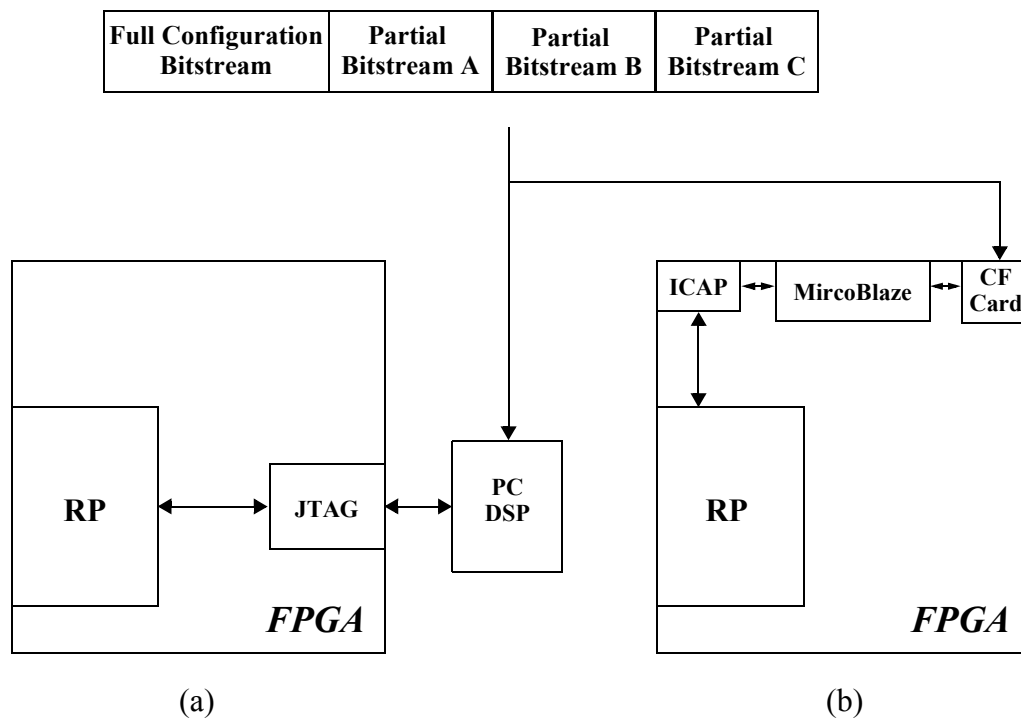 Full Configuration
Bitstream
Partial
Bitstream A
Partial
Bitstream B
Partial
Bitstream C
RP
JTAG
PC
DSP
FPGA
(a)
ICAP
MircoBlaze
CF
Card
RP
FPGA
(b)